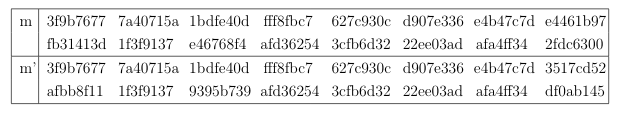 m 3f9b7677 7a40715a 1bdfe40d fff8fbc7 627c930c d907e336 e4b47c7d e4461b97
fb31413d 1f3f9137 e46768f4 afd36254 3cfb6d32 22ee03ad afa4ff34 2fdc6300
m' 3f9b7677 7a40715a 1bdfe40d fff8fbc7 627c930c d907e336 e4b47c7d 3517cd52
afbb8f11 1f3f9137 9395b739 afd36254 3cfb6d32 22ee03ad afa4ff34 df0ab145